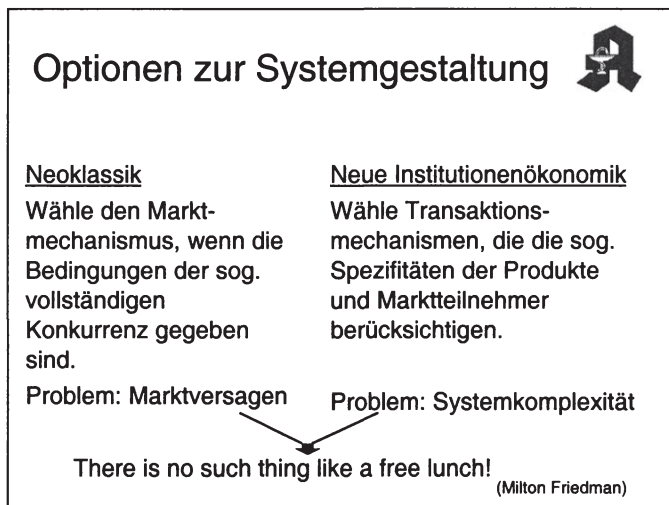 Optionen zur Systemgestaltung
Neoklassik
Wähle den Markt-
mechanismus, wenn die
Bedingungen der sog.
vollständigen
Konkurrenz gegeben
sind.
Problem: Marktversagen
Neue Institutionenökonomik
Wähle Transaktions-
mechanismen, die die sog.
Spezifitäten der Produkte
und Marktteilnehmer
berücksichtigen.
Problem: Systemkomplexität
There is no such thing like a free lunch!
(Milton Friedman)